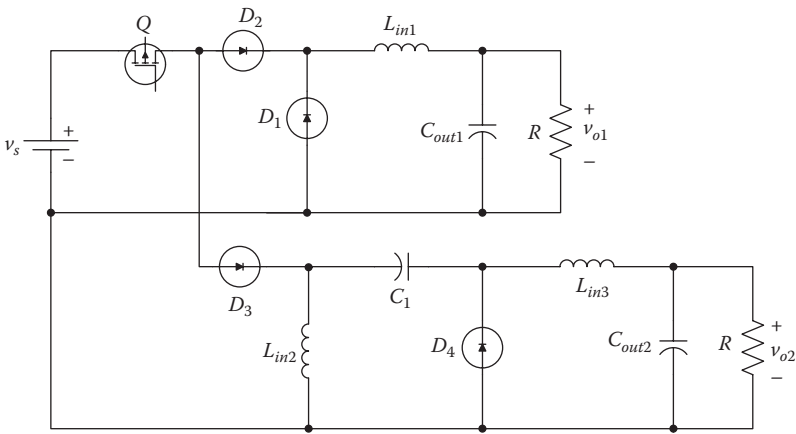 Q
D2
Lin1
vs
+
−
D1
Cout1
R
+
vo1
−
D3
C1
Lin3
Lin2
D4
Cout2
R
+
vo2
−